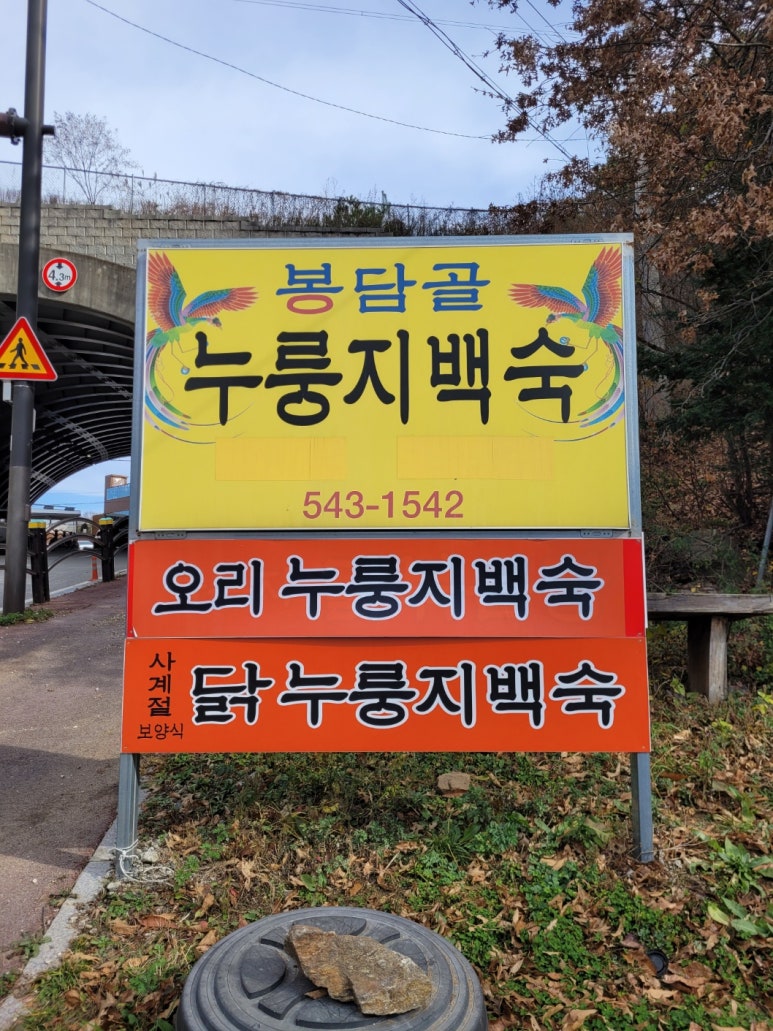 4.3m
봉담골
누룽지백숙
543-1542
오리 누룽지백숙
사계절
보양식
닭 누룽지백숙